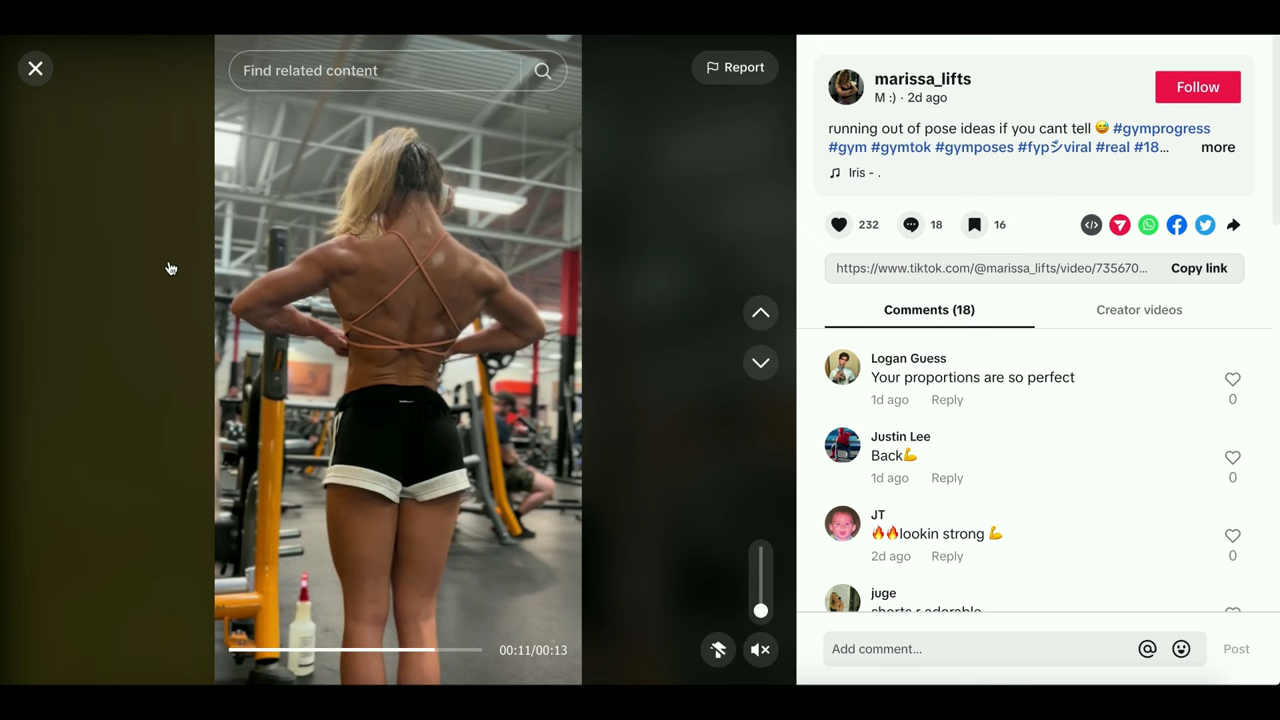 Find related content
Report
00:11/00:13
marissa_lifts
M :) · 2d ago
Follow
running out of pose ideas if you cant tell 😅 #gymprogress
#gym #gymtok #gymposes #fypシviral #real #18... more
Iris - .
232
18
16
https://www.tiktok.com/@marissa_lifts/video/735670...
Copy link
Comments (18)
Creator videos
Logan Guess
Your proportions are so perfect
1d ago Reply
0
Justin Lee
Back💪
1d ago Reply
0
JT
🔥🔥lookin strong 💪
2d ago Reply
0
juge
shorts r adorable
Add comment...
Post